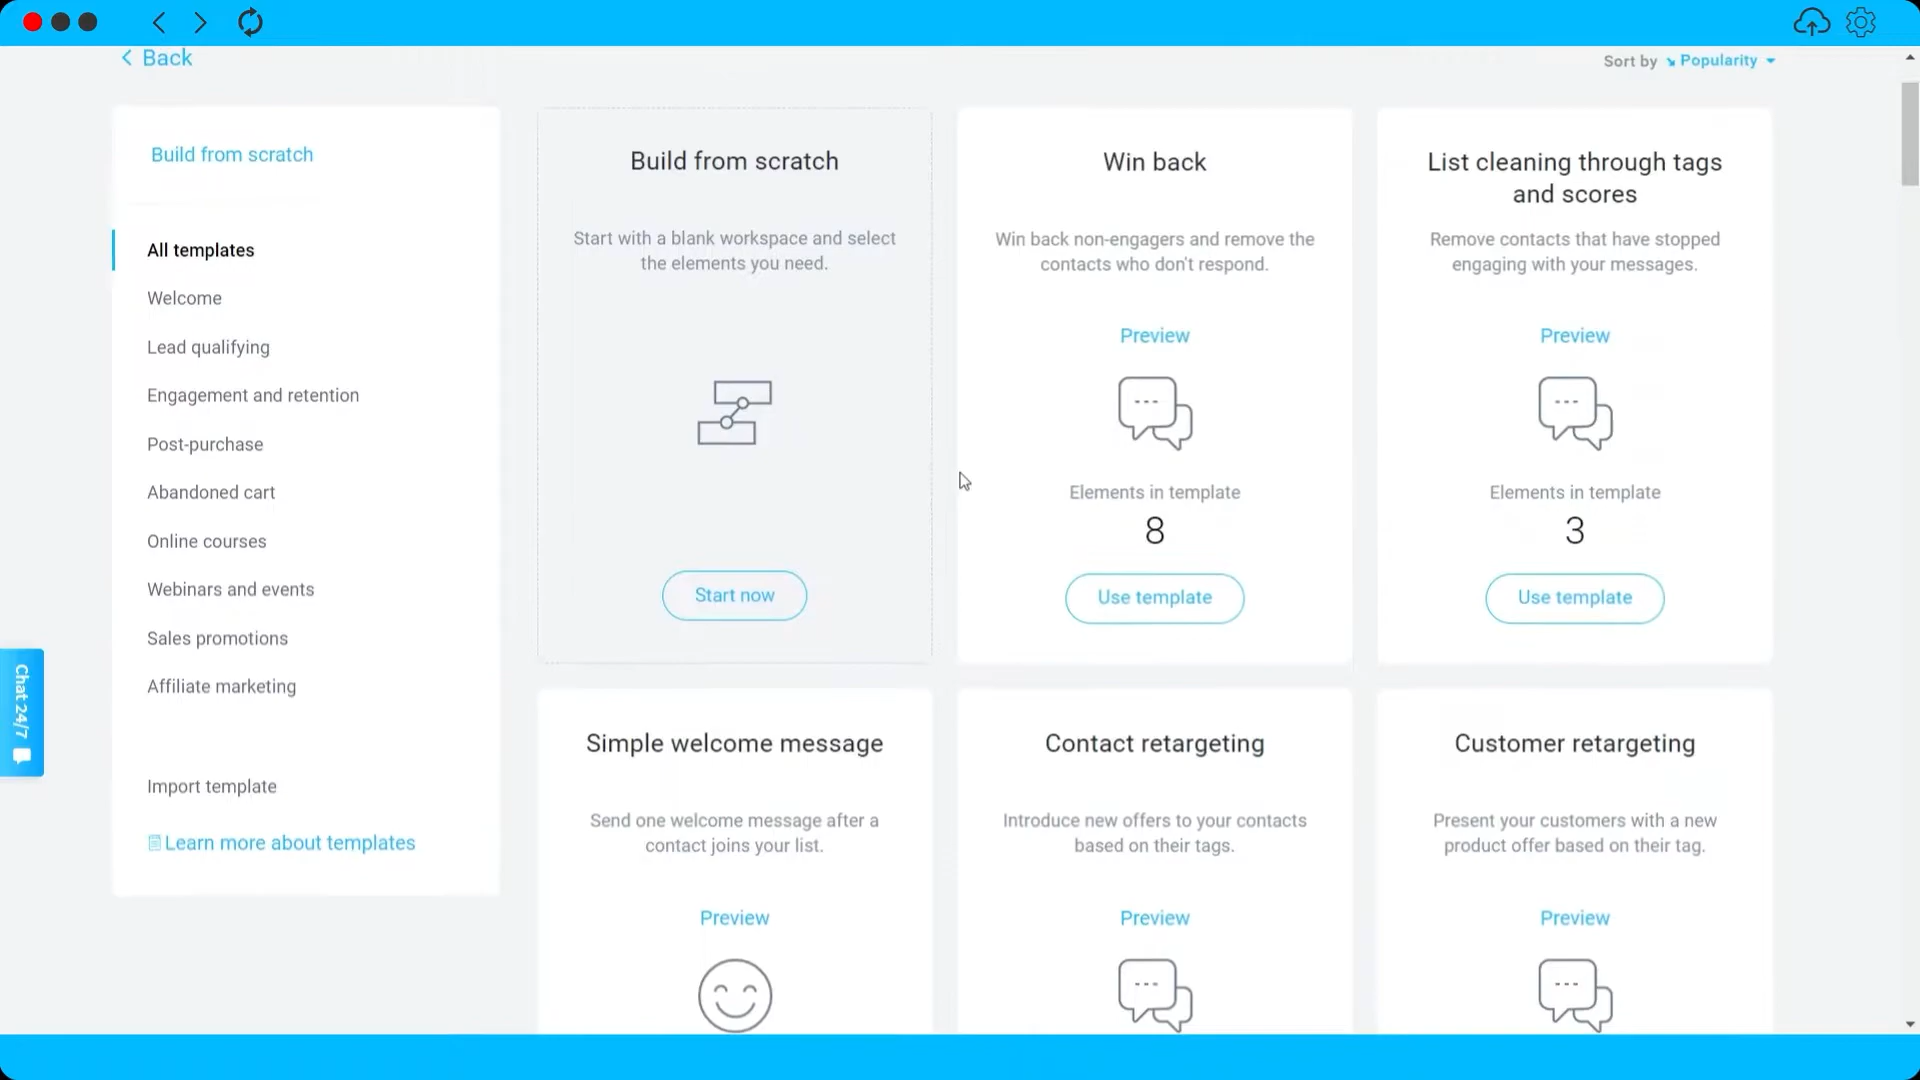 Back
Sort by Popularity
Build from scratch
All templates
Welcome
Lead qualifying
Engagement and retention
Post-purchase
Abandoned cart
Online courses
Webinars and events
Sales promotions
Affiliate marketing
Import template
Learn more about templates
Chat 24/7
Build from scratch
Start with a blank workspace and select
the elements you need.
Start now
Win back
Win back non-engagers and remove the
contacts who don't respond.
Preview
Elements in template
8
Use template
List cleaning through tags
and scores
Remove contacts that have stopped
engaging with your messages.
Preview
Elements in template
3
Use template
Simple welcome message
Send one welcome message after a
contact joins your list.
Preview
Contact retargeting
Introduce new offers to your contacts
based on their tags.
Preview
Customer retargeting
Present your customers with a new
product offer based on their tag.
Preview